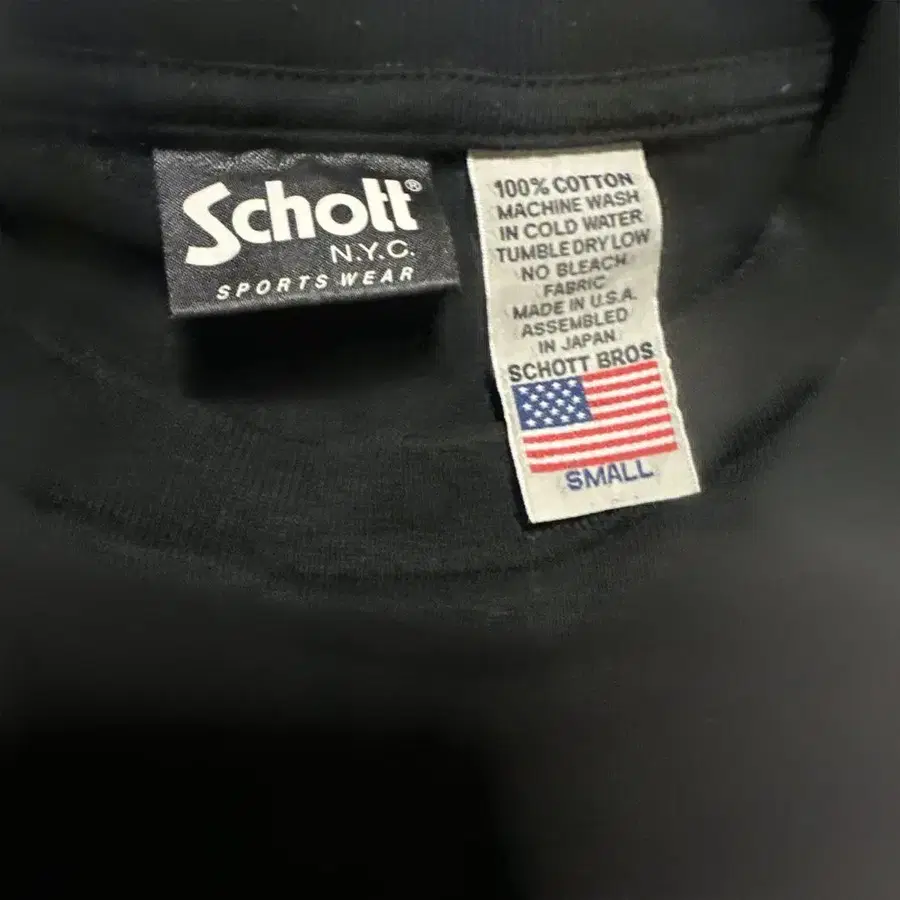 Schott®
N.Y.C.
SPORTS WEAR
100% COTTON
MACHINE WASH
IN COLD WATER
TUMBLE DRY LOW
NO BLEACH
FABRIC
MADE IN U.S.A.
ASSEMBLED
IN JAPAN
SCHOTT BROS
SMALL